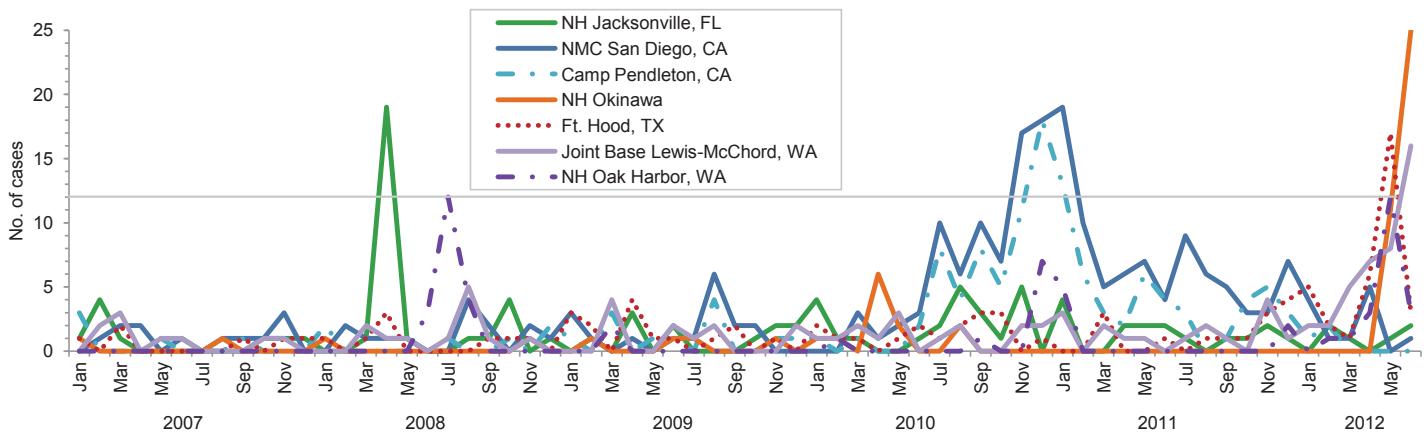 NH Jacksonville, FL
NMC San Diego, CA
Camp Pendleton, CA
NH Okinawa
Ft. Hood, TX
Joint Base Lewis-McChord, WA
NH Oak Harbor, WA
No. of cases
25
20
15
10
5
0
Jan Mar May Jul Sep Nov Jan Mar May Jul Sep Nov Jan Mar May Jul Sep Nov Jan Mar May Jul Sep Nov Jan Mar May Jul Sep Nov Jan Mar May
2007 2008 2009 2010 2011 2012